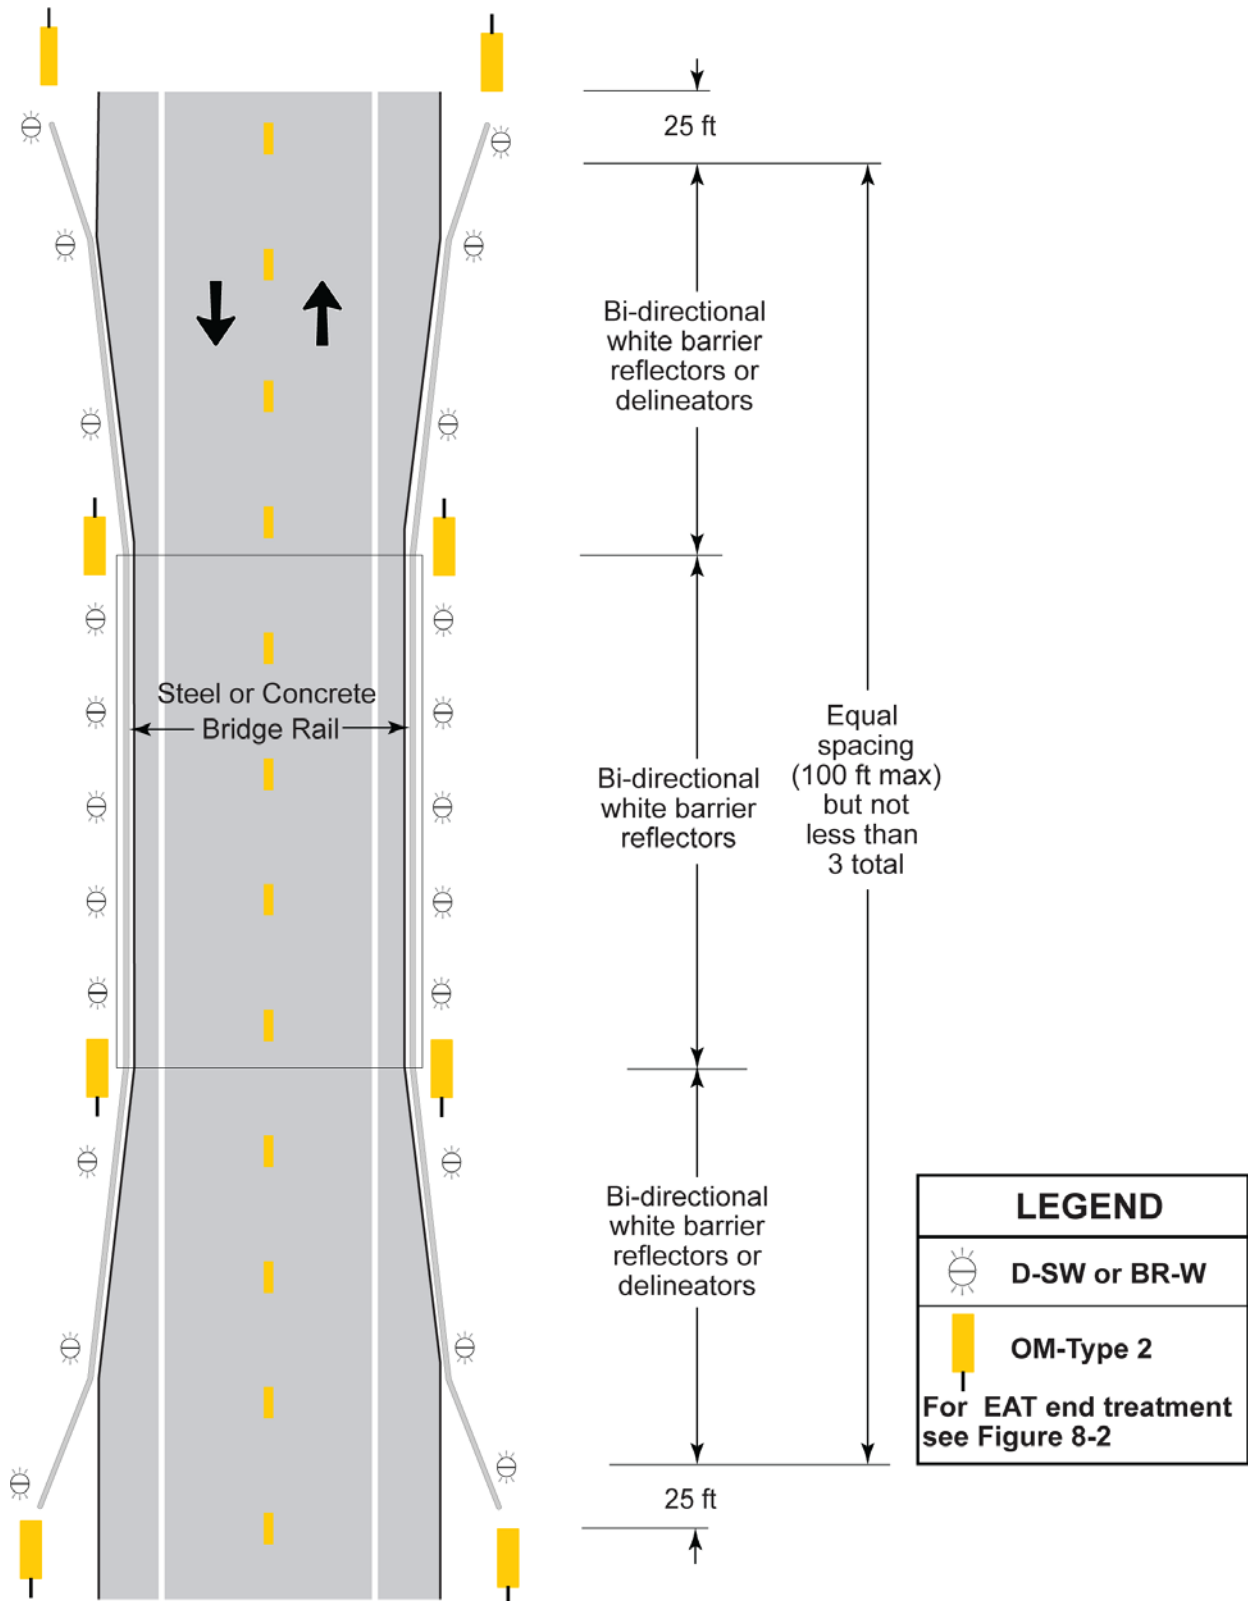 25 ft
Bi-directional
white barrier
reflectors or
delineators
Steel or Concrete
Bridge Rail
Bi-directional
white barrier
reflectors
Equal
spacing
(100 ft max)
but not
less than
3 total
Bi-directional
white barrier
reflectors or
delineators
25 ft
LEGEND
D-SW or BR-W
OM-Type 2
For EAT end treatment
see Figure 8-2